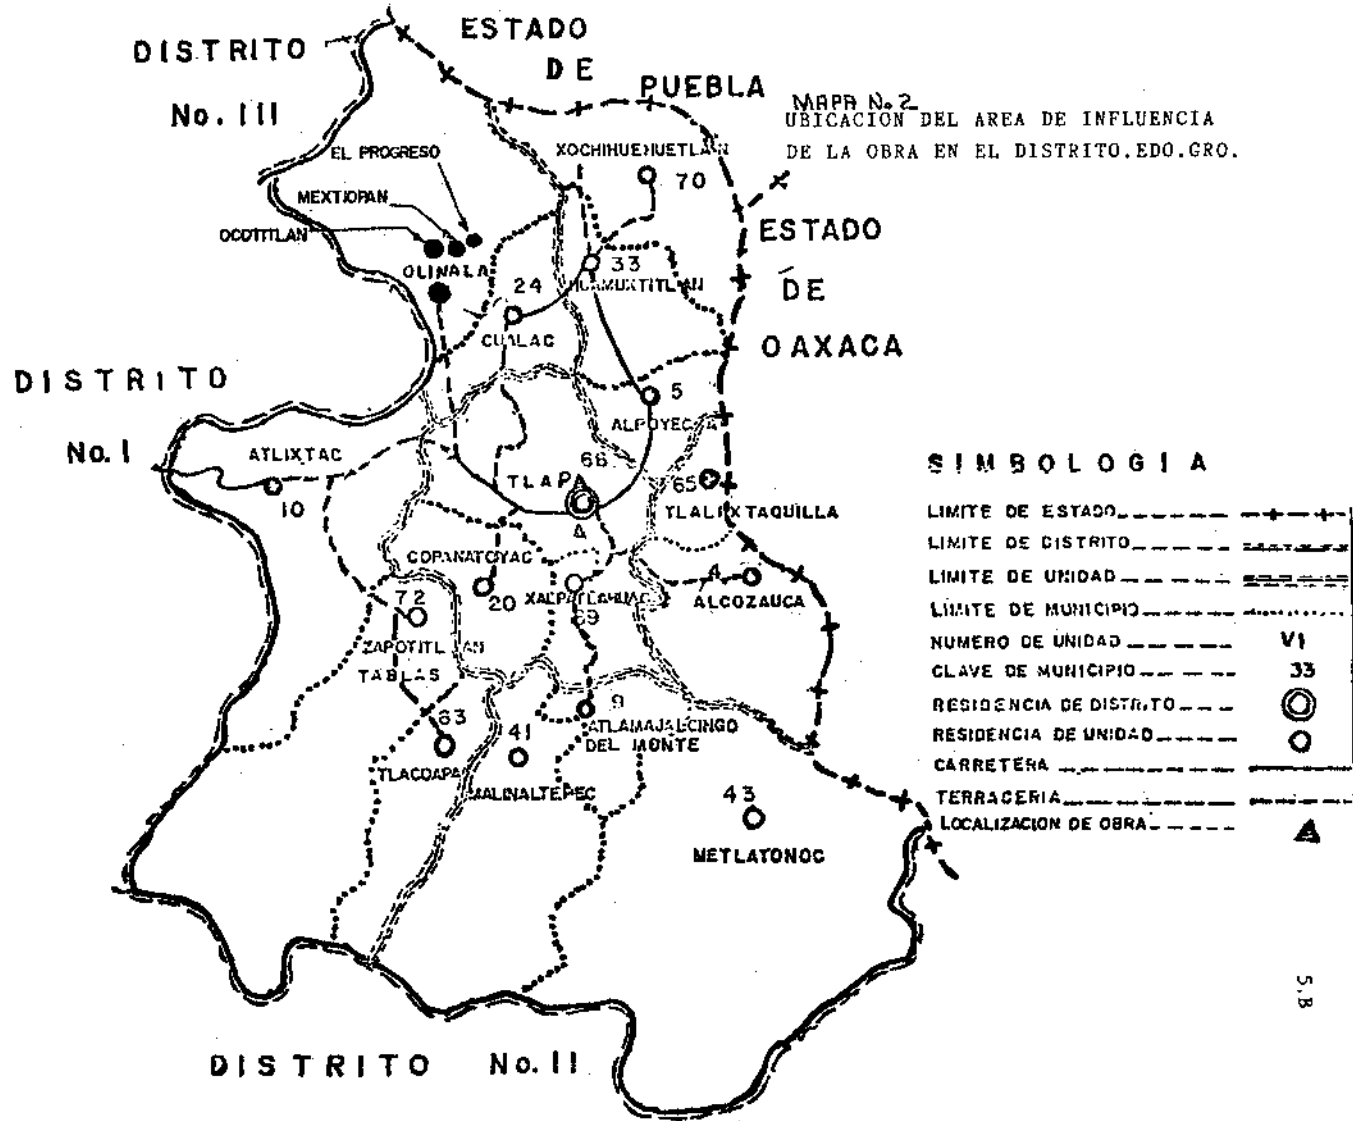 DISTRITO
No. III
ESTADO
DE
PUEBLA
MAPA No. 2
UBICACION DEL AREA DE INFLUENCIA
DE LA OBRA EN EL DISTRITO.EDO.GRO.
EL PROGRESO
MEXTIOPAN
OCOTITLAN
OLINALA
XOCHIHUEHUETLAN
70
ESTADO
DE
OAXACA
33
HUAMUXTITLAN
24
CUALAC
DISTRITO
No. I
5
ALPOYECA
ATLIXTAC
10
66
TLAPA
65
TLALIXTAQUILLA
COPANATOYAC
20
XALPATLAHUAC
69
4
ALCOZAUCA
72
ZAPOTITLAN
TABLAS
63
TLACOAPA
41
MALINALTEPEC
9
ATLAMAJALCINGO
DEL MONTE
43
METLATONOC
DISTRITO No. II
SIMBOLOGIA
LIMITE DE ESTADO
LIMITE DE DISTRITO
LIMITE DE UNIDAD
LIMITE DE MUNICIPIO
NUMERO DE UNIDAD VI
CLAVE DE MUNICIPIO 33
RESIDENCIA DE DISTRITO
RESIDENCIA DE UNIDAD
CARRETERA
TERRACERIA
LOCALIZACION DE OBRA
5.B